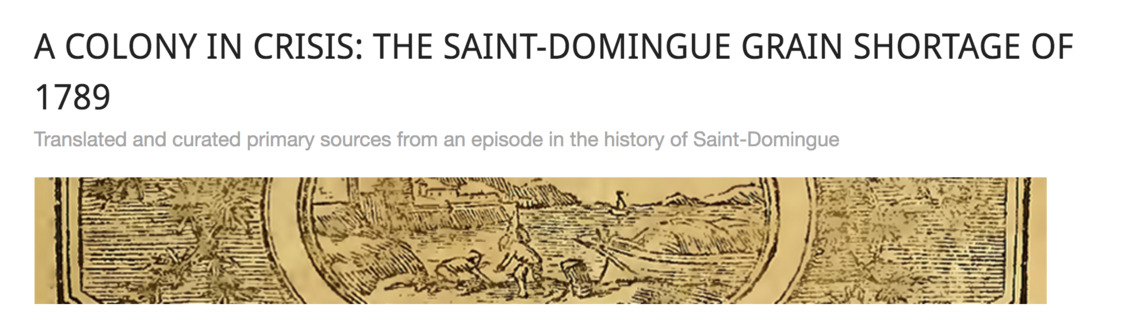 A COLONY IN CRISIS: THE SAINT-DOMINGUE GRAIN SHORTAGE OF
1789
Translated and curated primary sources from an episode in the history of Saint-Domingue